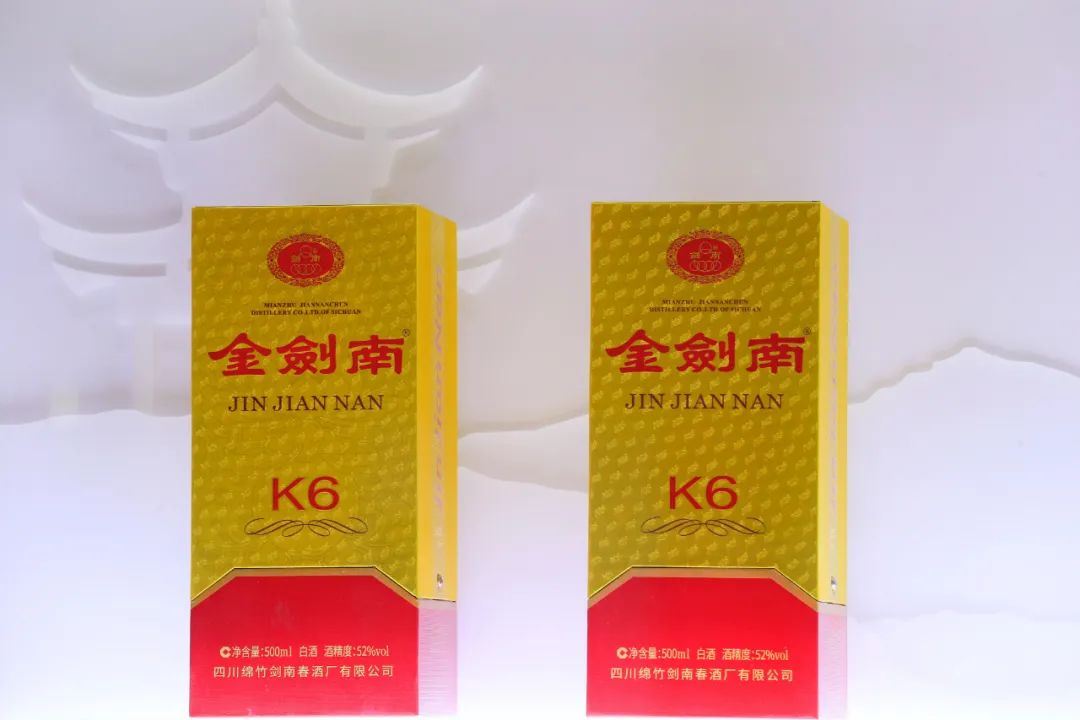 MIANZHU JIANNANCHUN
DISTILLERY CO.LTD.OF SICHUAN
金劍南®
JIN JIAN NAN
K6
C净含量:500ml 白酒 酒精度:52%vol
四川绵竹剑南春酒厂有限公司
MIANZHU JIANNANCHUN
DISTILLERY CO.LTD.OF SICHUAN
金劍南®
JIN JIAN NAN
K6
C净含量:500ml 白酒 酒精度:52%vol
四川绵竹剑南春酒厂有限公司